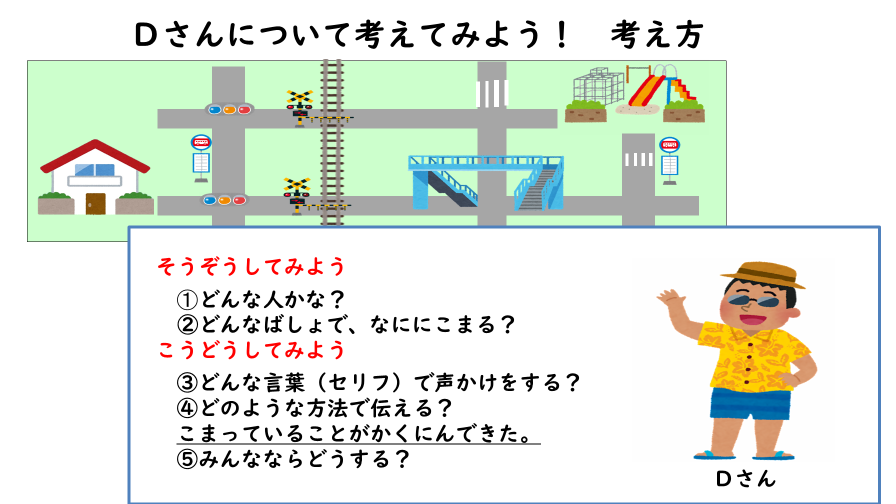 Dさんについて考えてみよう！　考え方
そうぞうしてみよう
①どんな人かな？
②どんなばしょで、なににこまる？
こうどうしてみよう
③どんな言葉（セリフ）で声かけをする？
④どのような方法で伝える？
こまっていることがかくにんできた。
⑤みんなならどうする？
Dさん